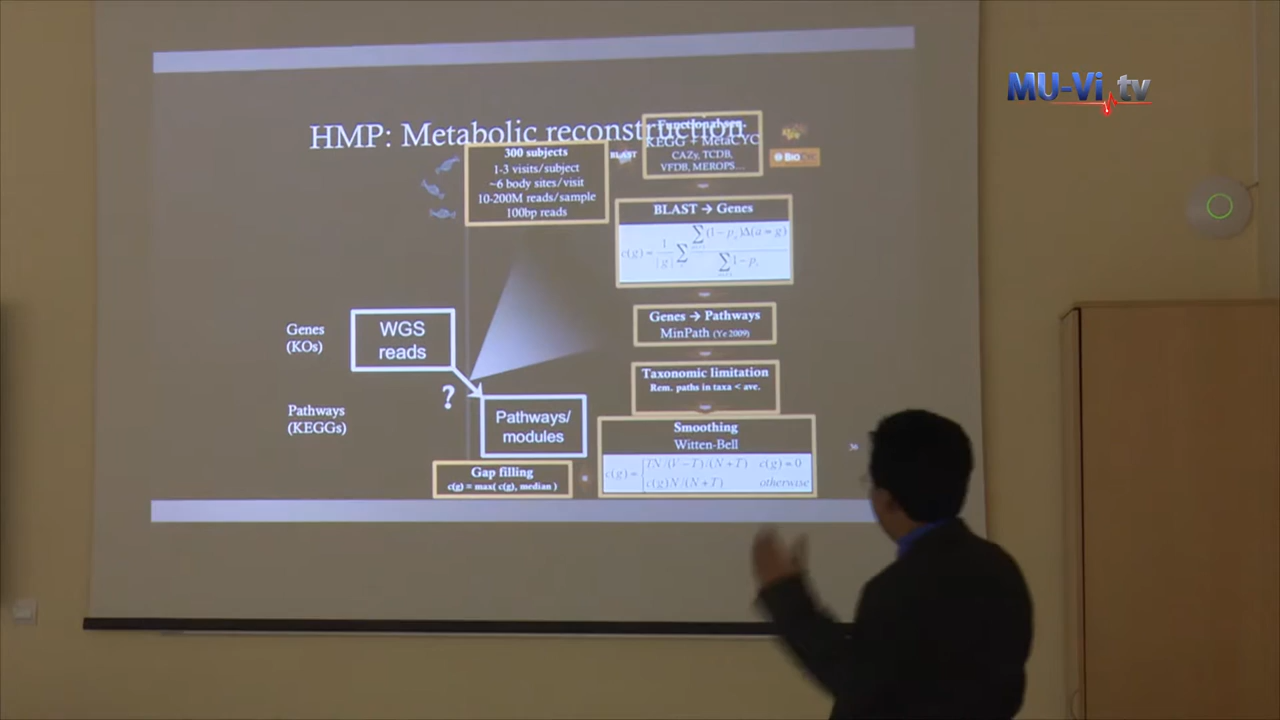 MU-Vi.tv
HMP: Metabolic reconstruction
300 subjects
1-3 visits/subject
~6 body sites/visit
10-200M reads/sample
100bp reads
BLAST
Functional seq.
KEGG + MetaCYC
CAZy, TCDB,
VFDB, MEROPS...
BLAST → Genes
Genes → Pathways
MinPath (Ye 2009)
Taxonomic limitation
Rem. paths in taxa < ave.
Smoothing
Witten-Bell
c(g) = { TN/(V−T)/(N+T) c(g) = 0
c(g)N/(N+T) otherwise
Gap filling
c(g) = max( c(g), median )
Genes
(KOs)
WGS
reads
?
Pathways
(KEGGs)
Pathways/
modules
36